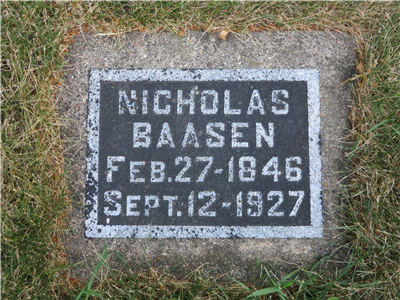 NICHOLAS
BAASEN
FEB.27-1846
SEPT.12-1927